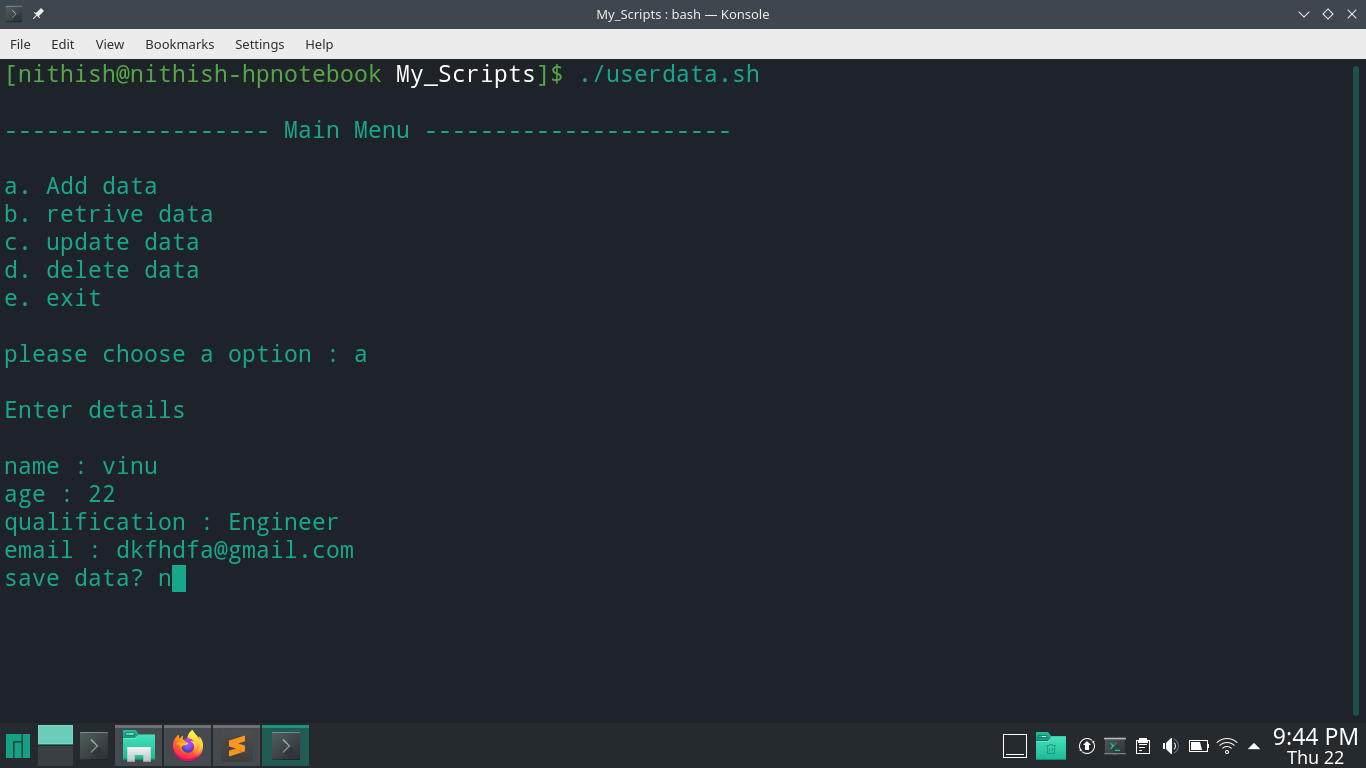 My_Scripts : bash — Konsole
File Edit View Bookmarks Settings Help
[nithish@nithish-hpnotebook My_Scripts]$ ./userdata.sh
------------------- Main Menu ----------------------
a. Add data
b. retrive data
c. update data
d. delete data
e. exit
please choose a option : a
Enter details
name : vinu
age : 22
qualification : Engineer
email : dkfhdfa@gmail.com
save data? n
9:44 PM
Thu 22